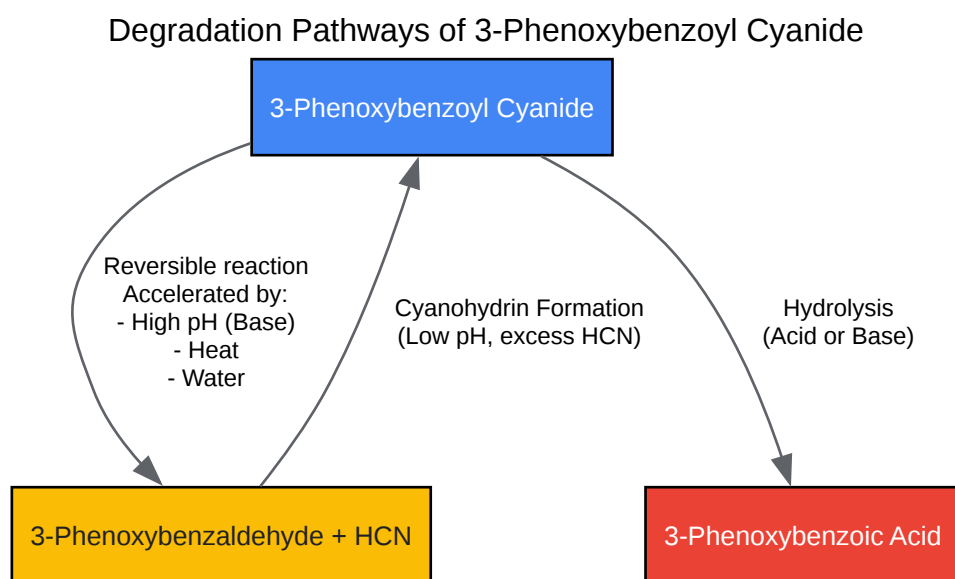 Degradation Pathways of 3-Phenoxybenzoyl Cyanide
3-Phenoxybenzoyl Cyanide
Reversible reaction
Accelerated by:
- High pH (Base)
- Heat
- Water
Cyanohydrin Formation
(Low pH, excess HCN)
Hydrolysis
(Acid or Base)
3-Phenoxybenzaldehyde + HCN
3-Phenoxybenzoic Acid